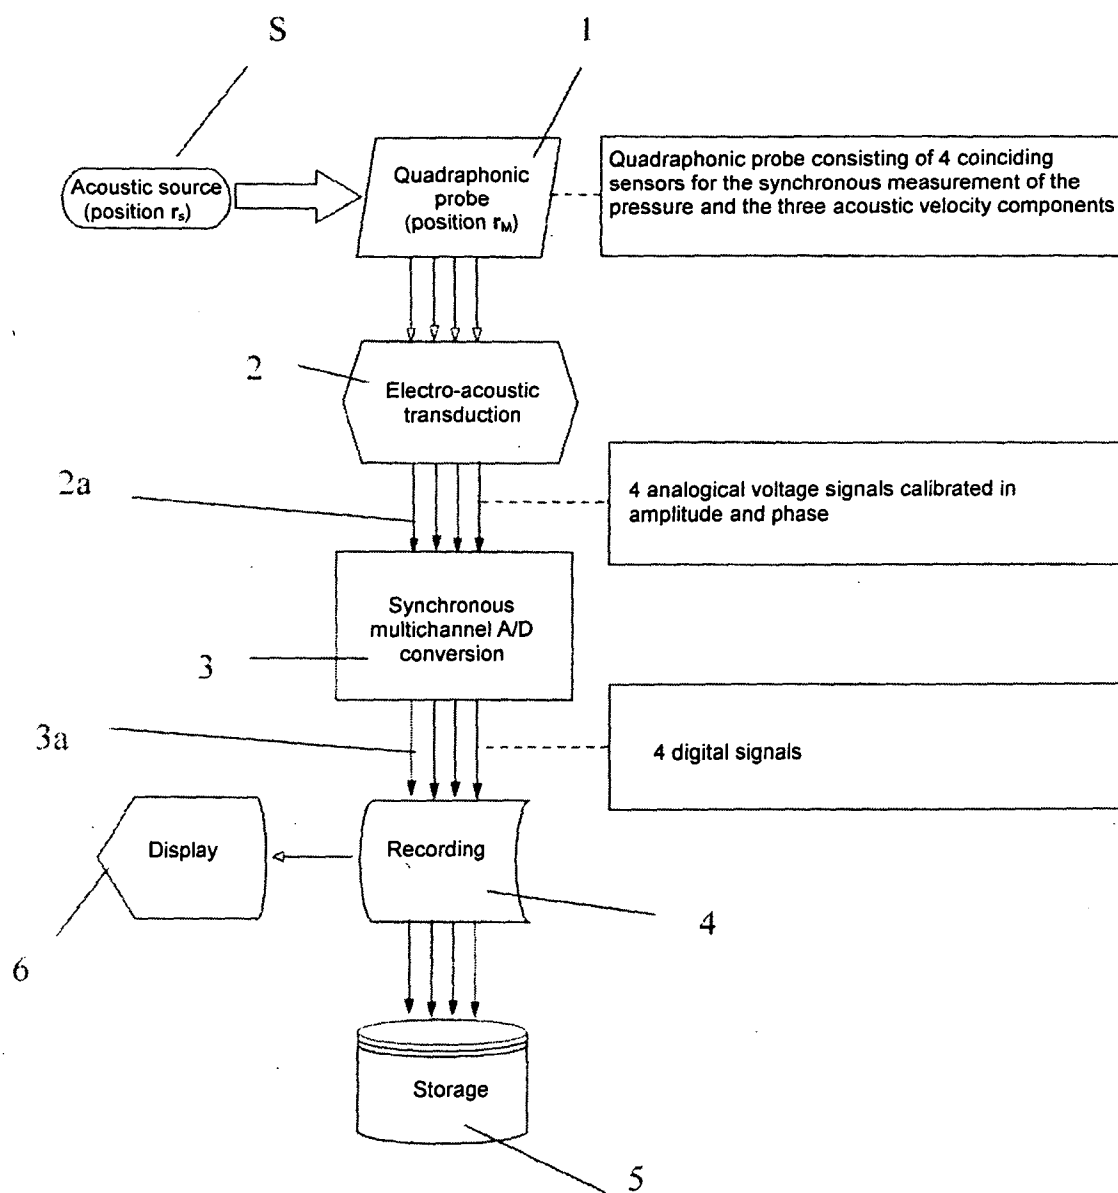 S
1
Acoustic source
(position rs)
Quadraphonic
probe
(position rM)
Quadraphonic probe consisting of 4 coinciding
sensors for the synchronous measurement of the
pressure and the three acoustic velocity components
2
Electro-acoustic
transduction
2a
4 analogical voltage signals calibrated in
amplitude and phase
Synchronous
multichannel A/D
conversion
3
3a
4 digital signals
Display
Recording
4
6
Storage
5